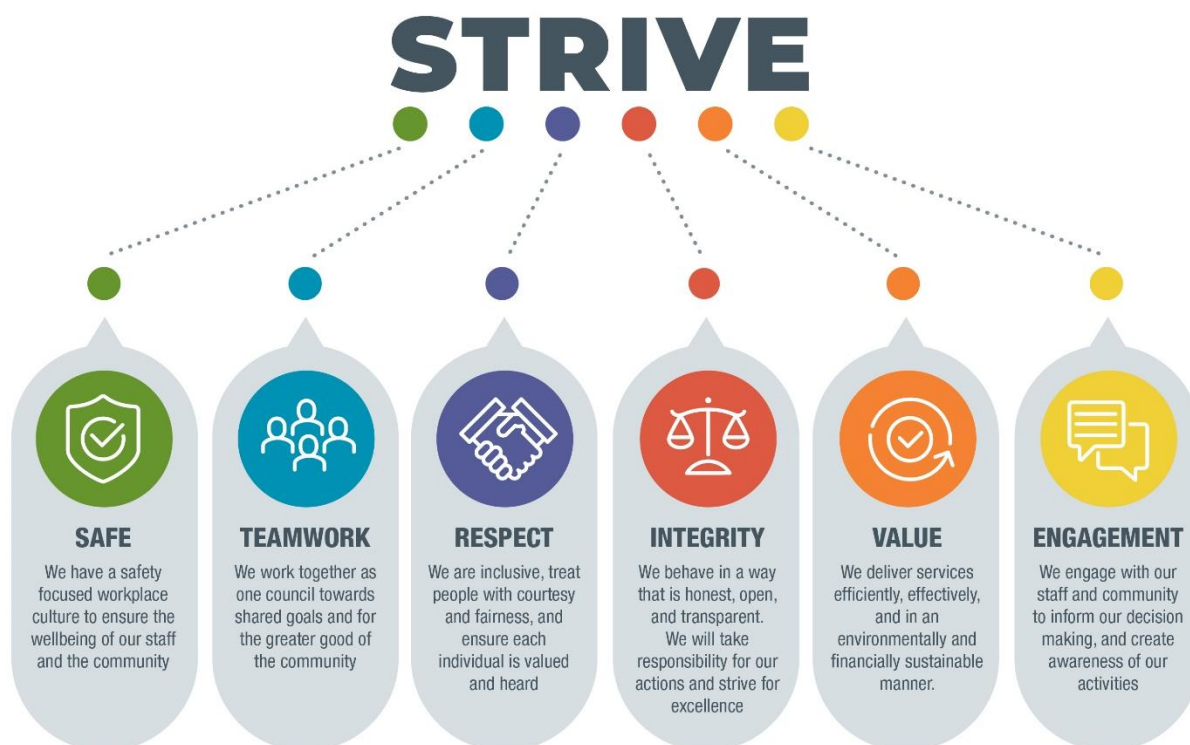 STRIVE
SAFE
We have a safety
focused workplace
culture to ensure the
wellbeing of our staff
and the community
TEAMWORK
We work together as
one council towards
shared goals and for
the greater good of
the community
RESPECT
We are inclusive, treat
people with courtesy
and fairness, and
ensure each
individual is valued
and heard
INTEGRITY
We behave in a way
that is honest, open,
and transparent.
We will take
responsibility for our
actions and strive for
excellence
VALUE
We deliver services
efficiently, effectively,
and in an
environmentally and
financially sustainable
manner.
ENGAGEMENT
We engage with our
staff and community
to inform our decision
making, and create
awareness of our
activities